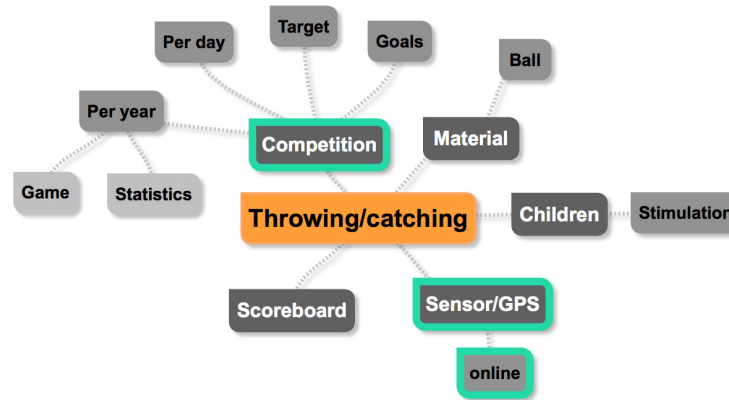 Target
Per day
Goals
Ball
Per year
Competition
Material
Game
Statistics
Throwing/catching
Children
Stimulation
Scoreboard
Sensor/GPS
online